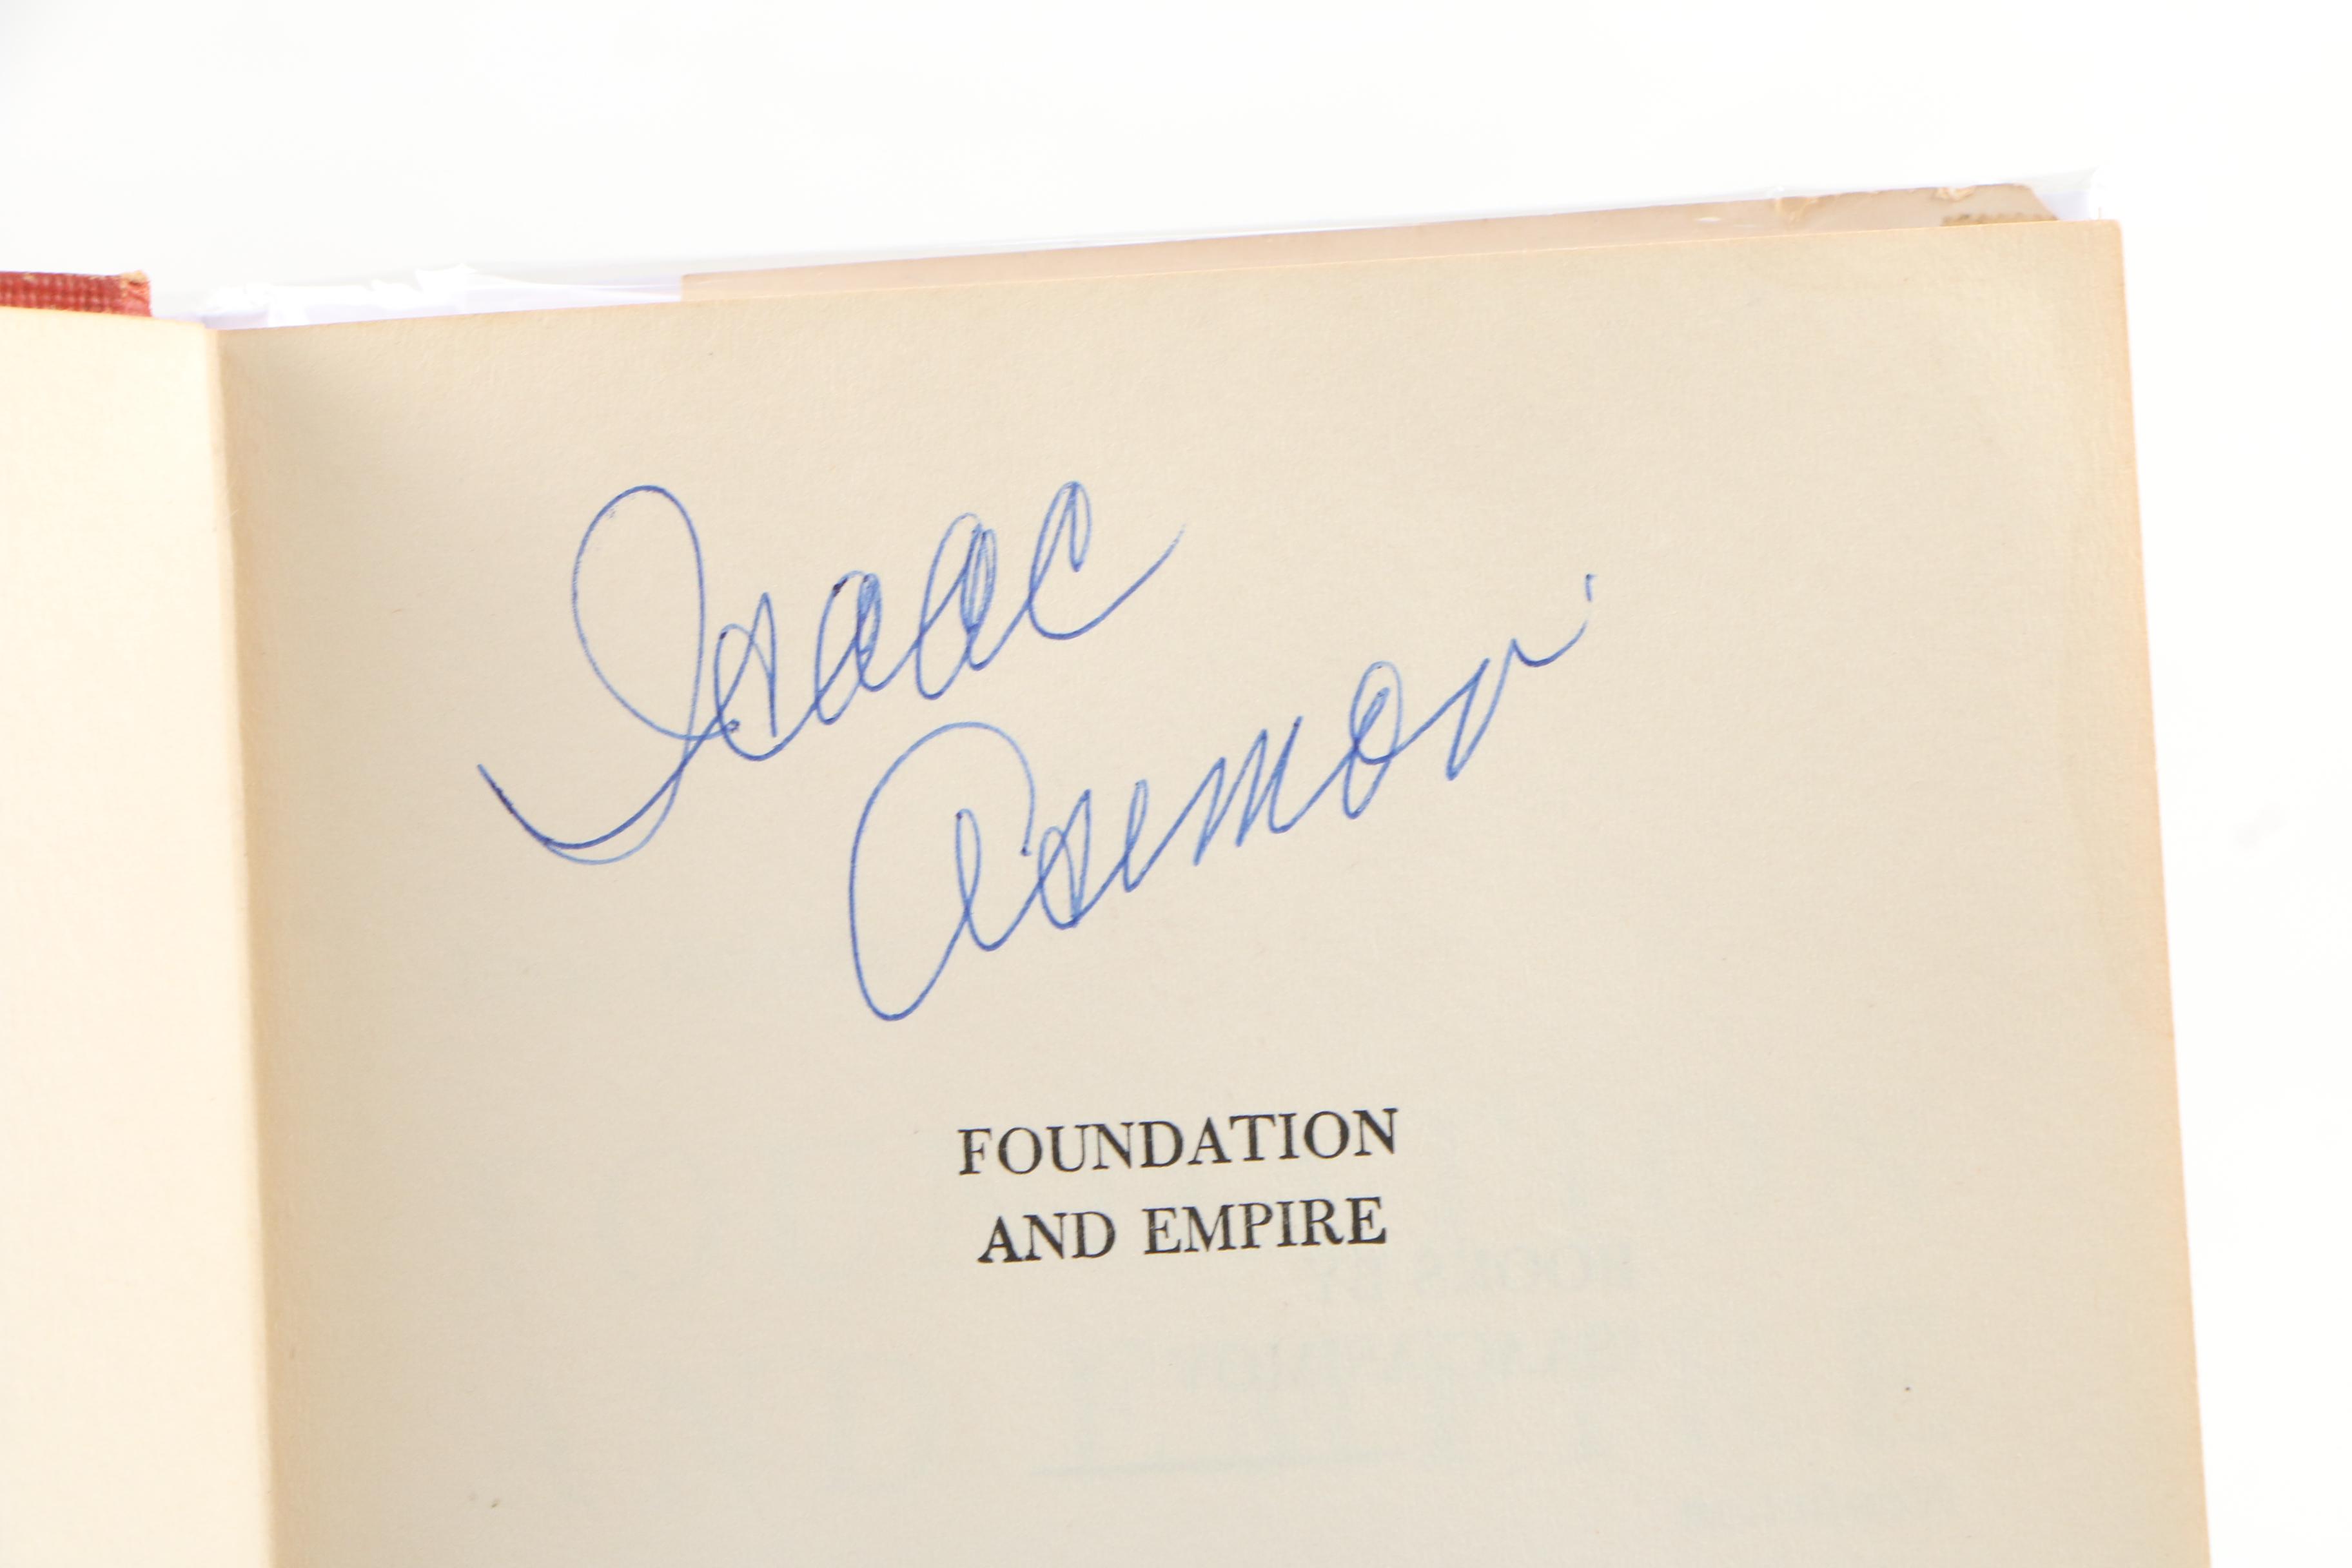 Isaac
Asimov
FOUNDATION
AND EMPIRE